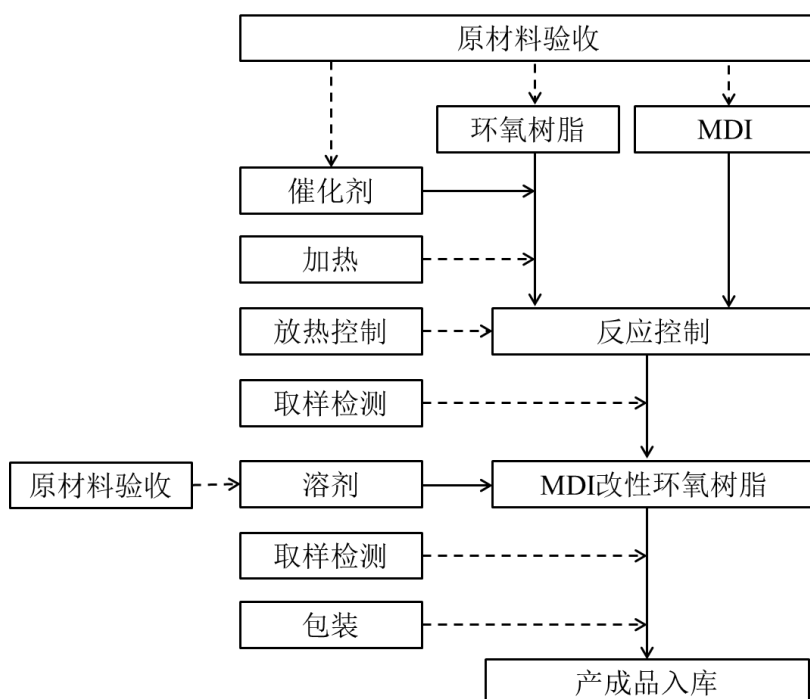 原材料验收
环氧树脂
MDI
催化剂
加热
放热控制
反应控制
取样检测
原材料验收
溶剂
MDI改性环氧树脂
取样检测
包装
产成品入库